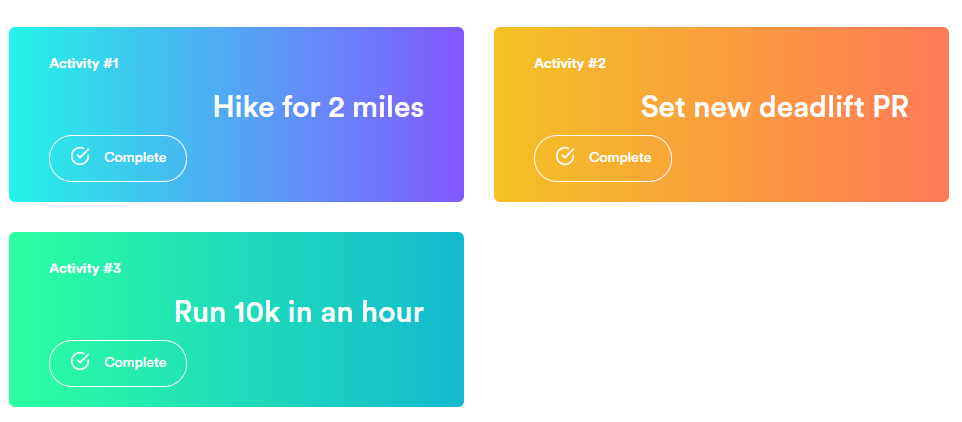 Activity #1
Hike for 2 miles
Complete
Activity #2
Set new deadlift PR
Complete
Activity #3
Run 10k in an hour
Complete